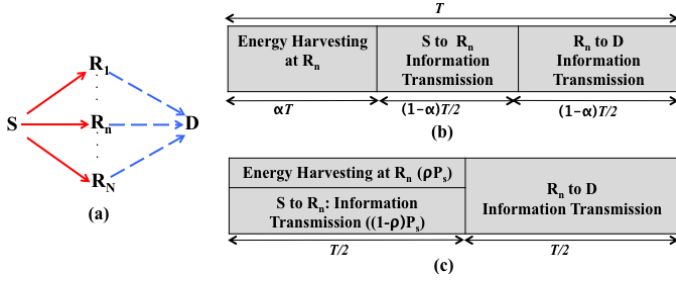 R1
S
Rn
D
RN
(a)
T
Energy Harvesting
at Rn
S to Rn
Information
Transmission
Rn to D
Information
Transmission
αT
(1-α)T/2
(1-α)T/2
(b)
Energy Harvesting at Rn (ρPs)
S to Rn: Information
Transmission ((1-ρ)Ps)
Rn to D
Information Transmission
T/2
T/2
(c)